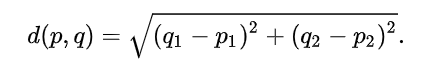 d(p, q) = √((q₁ − p₁)² + (q₂ − p₂)²).